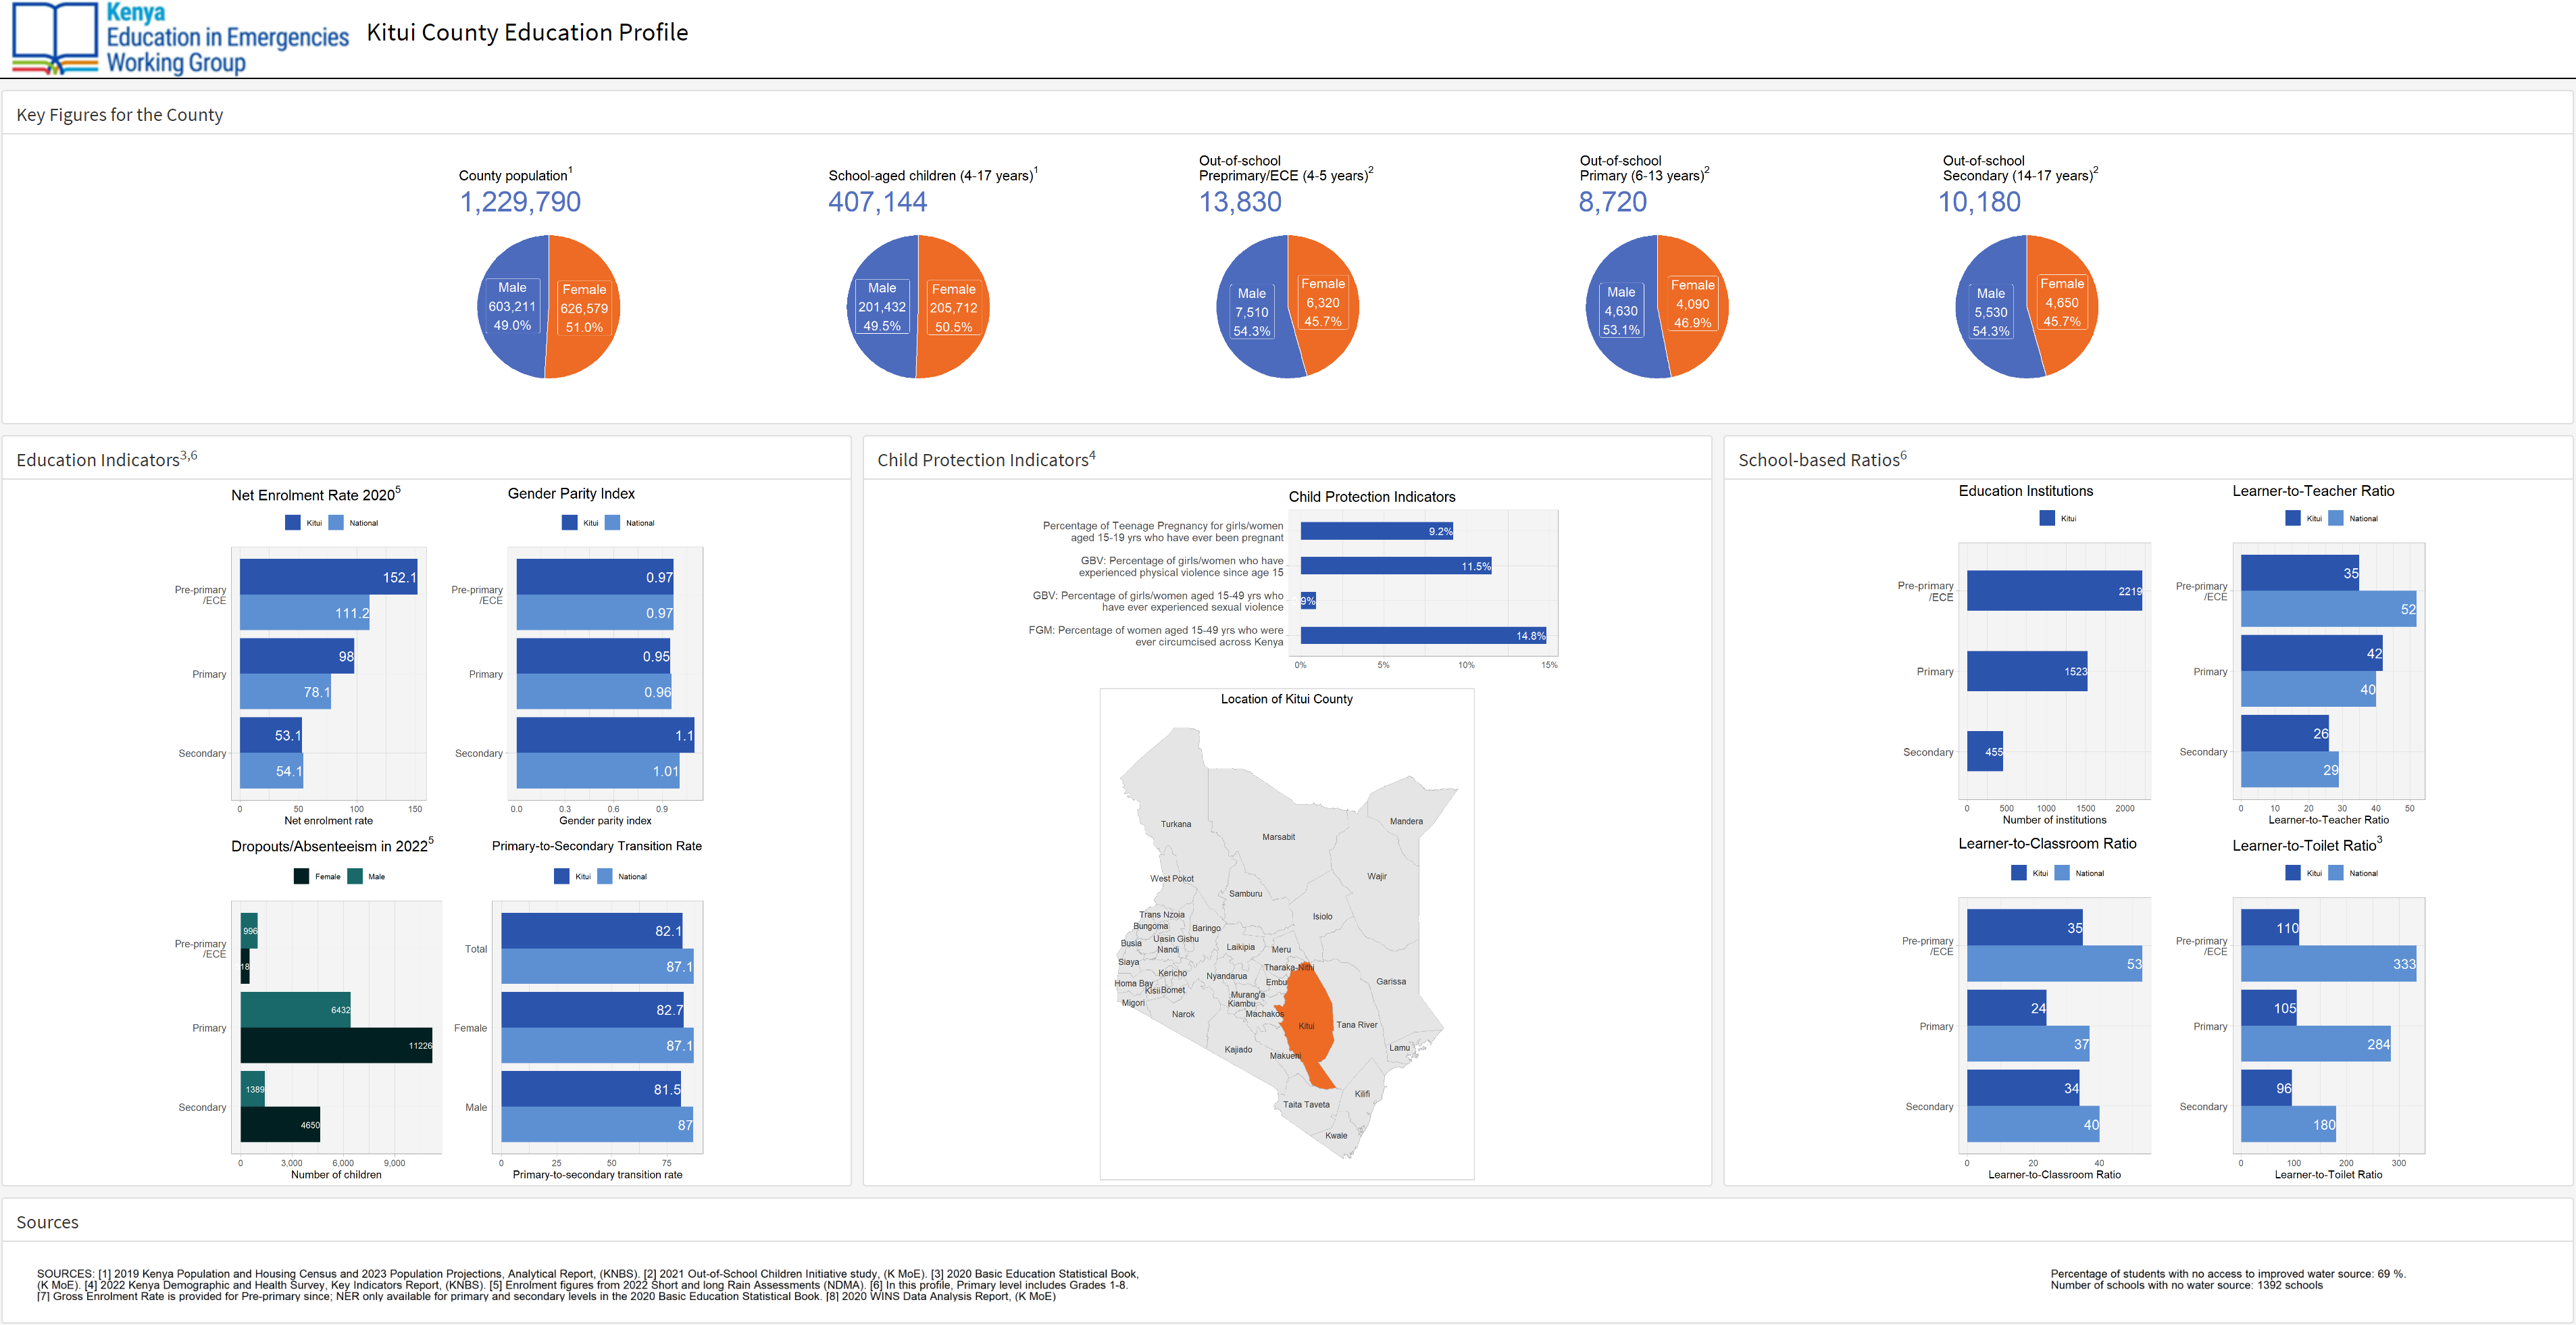 Kenya
Education in Emergencies
Working Group
Kitui County Education Profile
Key Figures for the County
County population1
1,229,790
Male
603,211
49.0%
Female
626,579
51.0%
School-aged children (4-17 years)1
407,144
Male
201,432
49.5%
Female
205,712
50.5%
Out-of-school
Preprimary/ECE (4-5 years)2
13,830
Male
7,510
54.3%
Female
6,320
45.7%
Out-of-school
Primary (6-13 years)2
8,720
Male
4,630
53.1%
Female
4,090
46.9%
Out-of-school
Secondary (14-17 years)2
10,180
Male
5,530
54.3%
Female
4,650
45.7%
Education Indicators3,6
Net Enrolment Rate 20205
Kitui National
Pre-primary
/ECE
152.1
111.2
Primary
98
78.1
Secondary
53.1
54.1
0 50 100 150
Net enrolment rate
Gender Parity Index
Kitui National
Pre-primary
/ECE
0.97
0.97
Primary
0.95
0.96
Secondary
1.1
1.01
0.0 0.3 0.6 0.9
Gender parity index
Dropouts/Absenteeism in 20225
Female Male
Pre-primary
/ECE
996
18
Primary
6432
11226
Secondary
1389
4650
0 3,000 6,000 9,000
Number of children
Primary-to-Secondary Transition Rate
Kitui National
Total
82.1
87.1
Female
82.7
87.1
Male
81.5
87
0 25 50 75
Primary-to-secondary transition rate
Child Protection Indicators4
Child Protection Indicators
Percentage of Teenage Pregnancy for girls/women
aged 15-19 yrs who have ever been pregnant
9.2%
GBV: Percentage of girls/women who have
experienced physical violence since age 15
11.5%
GBV: Percentage of girls/women aged 15-49 yrs who
have ever experienced sexual violence
9%
FGM: Percentage of women aged 15-49 yrs who were
ever circumcised across Kenya
14.8%
0% 5% 10% 15%
Location of Kitui County
Turkana
Marsabit
Mandera
West Pokot
Samburu
Wajir
Trans Nzoia
Isiolo
Bungoma
Baringo
Busia
Uasin Gishu
Nandi
Laikipia
Meru
Siaya
Tharaka-Nithi
Kericho
Nyandarua
Embu
Garissa
Homa Bay
Kisii
Bomet
Murang'a
Migori
Kiambu
Narok
Machakos
Kitui
Tana River
Kajiado
Makueni
Lamu
Taita Taveta
Kilifi
Kwale
School-based Ratios6
Education Institutions
Kitui
Pre-primary
/ECE
2219
Primary
1523
Secondary
455
0 500 1000 1500 2000
Number of institutions
Learner-to-Teacher Ratio
Kitui National
Pre-primary
/ECE
35
52
Primary
42
40
Secondary
26
29
0 10 20 30 40 50
Learner-to-Teacher Ratio
Learner-to-Classroom Ratio
Kitui National
Pre-primary
/ECE
35
53
Primary
24
37
Secondary
34
40
0 20 40
Learner-to-Classroom Ratio
Learner-to-Toilet Ratio3
Kitui National
Pre-primary
/ECE
110
333
Primary
105
284
Secondary
96
180
0 100 200 300
Learner-to-Toilet Ratio
Sources
SOURCES: [1] 2019 Kenya Population and Housing Census and 2023 Population Projections, Analytical Report, (KNBS). [2] 2021 Out-of-School Children Initiative study, (K MoE). [3] 2020 Basic Education Statistical Book,
(K MoE). [4] 2022 Kenya Demographic and Health Survey, Key Indicators Report, (KNBS). [5] Enrolment figures from 2022 Short and long Rain Assessments (NDMA). [6] In this profile, Primary level includes Grades 1-8.
[7] Gross Enrolment Rate is provided for Pre-primary since; NER only available for primary and secondary levels in the 2020 Basic Education Statistical Book. [8] 2020 WINS Data Analysis Report, (K MoE)
Percentage of students with no access to improved water source: 69 %.
Number of schools with no water source: 1392 schools